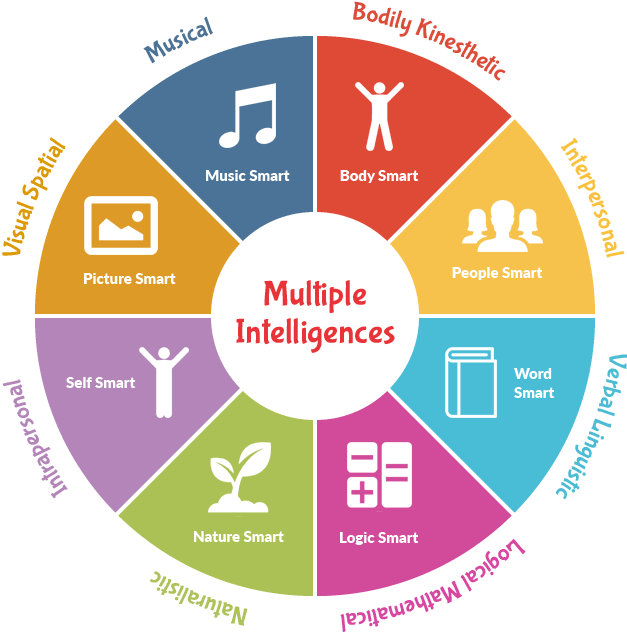 Musical
Bodily Kinesthetic
Music Smart
Body Smart
Visual Spatial
Interpersonal
Picture Smart
People Smart
Multiple
Intelligences
Self Smart
Word
Smart
Intrapersonal
Verbal Linguistic
Nature Smart
Logic Smart
Naturalistic
Logical Mathematical